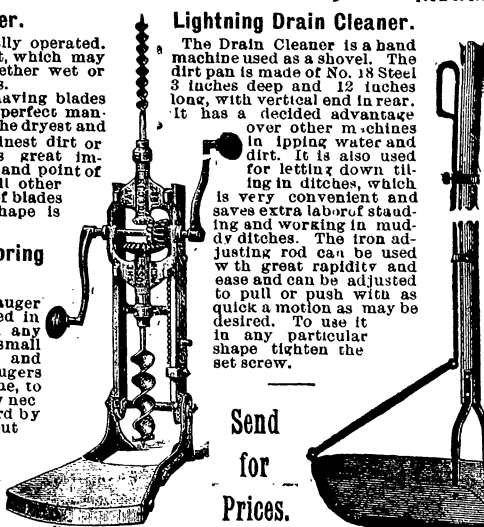 er.
lly operated.
t, which may
ether wet or
s.
aving blades
perfect man-
he dryest and
inest dirt or
s great im-
and point of
ll other
f blades
hape is
oring
auger
ed in
any
small
and
ugers
ne, to
y nec
rd by
out
Lightning Drain Cleaner.
The Drain Cleaner is a hand
machine used as a shovel. The
dirt pan is made of No. 18 Steel
3 inches deep and 12 inches
long, with vertical end in rear.
It has a decided advantage
over other m chines
in ipping water and
dirt. It is also used
for letting down til-
ing in ditches, which
is very convenient and
saves extra labor of stand-
ing and working in mud-
dy ditches. The iron ad-
justing rod can be used
w th great rapidity and
ease and can be adjusted
to pull or push with as
quick a motion as may be
desired. To use it
in any particular
shape tighten the
set screw.
Send
for
Prices.